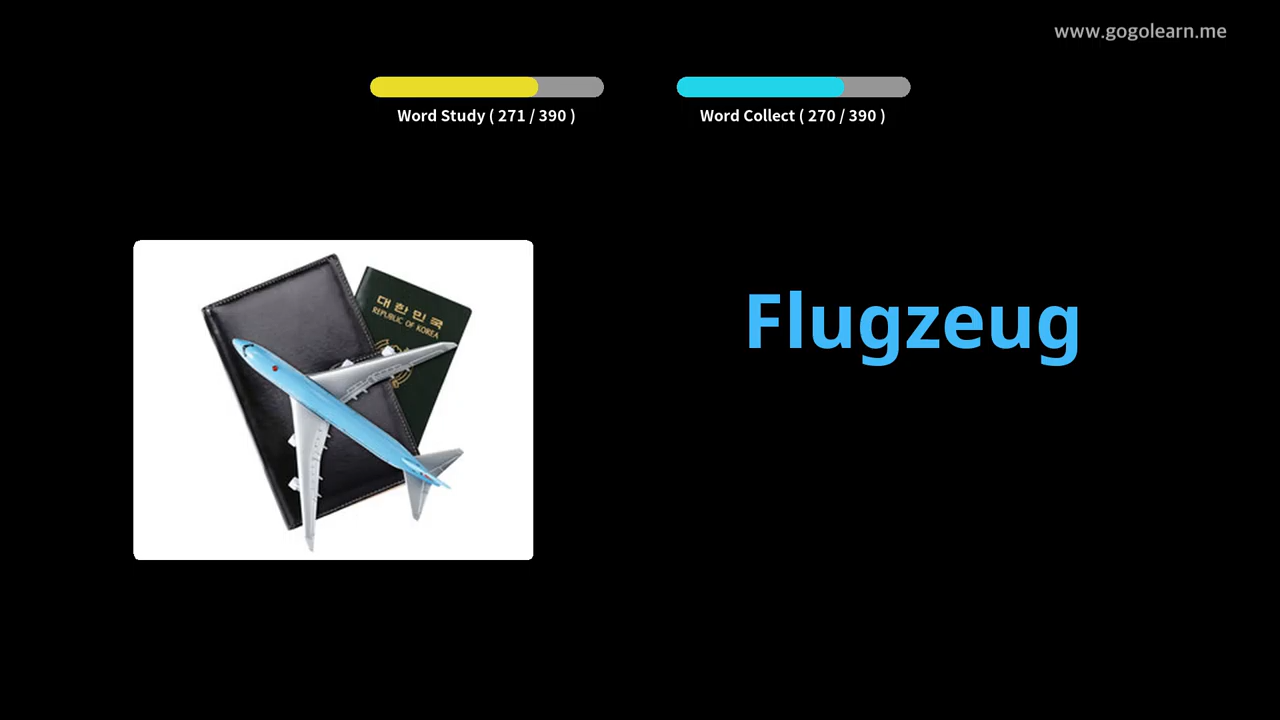 www.gogolearn.me
Word Study ( 271 / 390 )
Word Collect ( 270 / 390 )
대한민국
REPUBLIC OF KOREA
Flugzeug